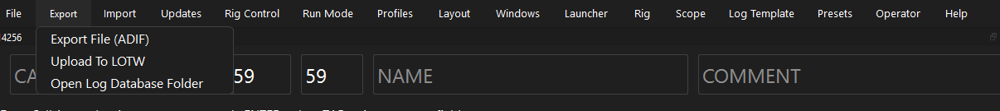 File Export Import Updates Rig Control Run Mode Profiles Layout Windows Launcher Rig Scope Log Template Presets Operator Help
4256
Export File (ADIF)
Upload To LOTW
Open Log Database Folder
CA 59 59 NAME COMMENT